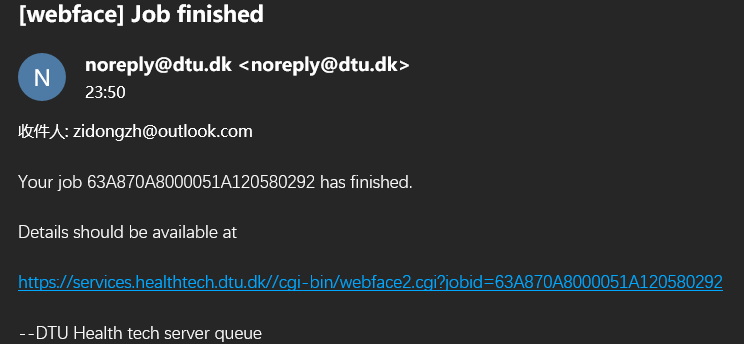 [webface] Job finished
N
noreply@dtu.dk <noreply@dtu.dk>
23:50
收件人: zidongzh@outlook.com
Your job 63A870A8000051A120580292 has finished.
Details should be available at
https://services.healthtech.dtu.dk//cgi-bin/webface2.cgi?jobid=63A870A8000051A120580292
--DTU Health tech server queue